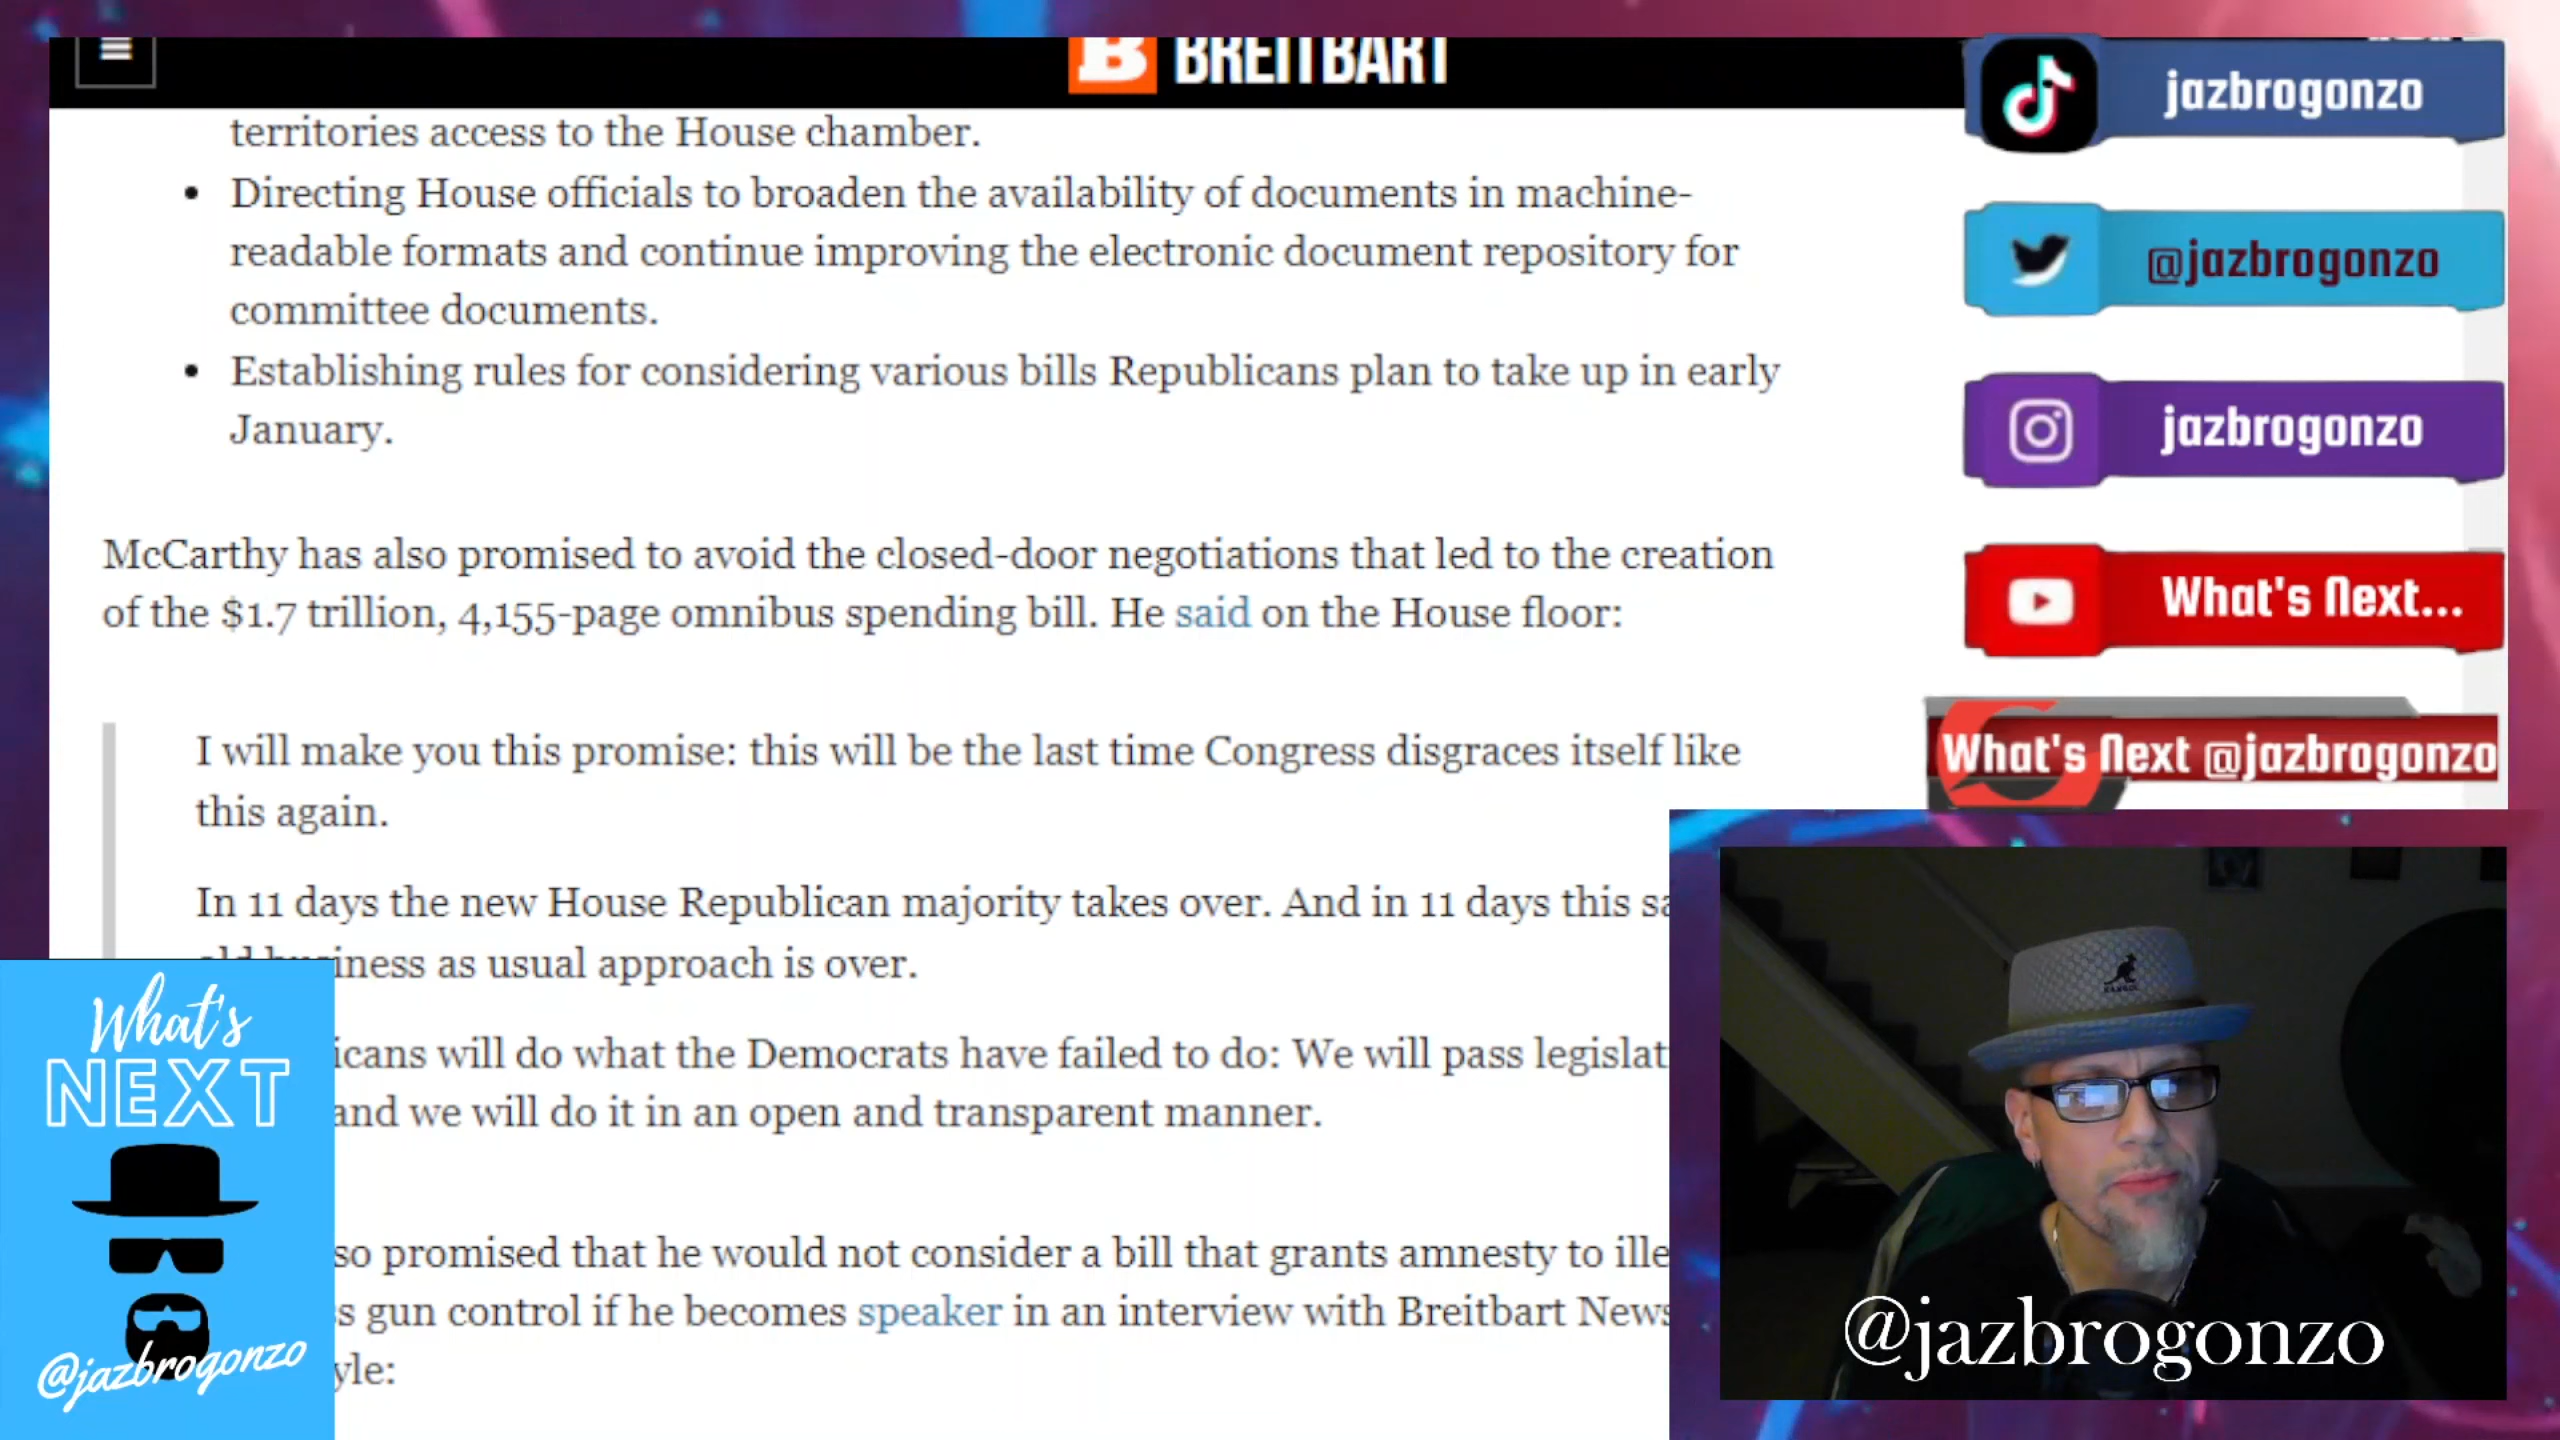 BREITBART
territories access to the House chamber.
• Directing House officials to broaden the availability of documents in machine-
readable formats and continue improving the electronic document repository for
committee documents.
• Establishing rules for considering various bills Republicans plan to take up in early
January.
McCarthy has also promised to avoid the closed-door negotiations that led to the creation
of the $1.7 trillion, 4,155-page omnibus spending bill. He said on the House floor:
I will make you this promise: this will be the last time Congress disgraces itself like
this again.
In 11 days the new House Republican majority takes over. And in 11 days this
business as usual approach is over.
will do what the Democrats have failed to do: We will pass
and we will do it in an open and transparent manner.
promised that he would not consider a bill that grants amnesty to
gun control if he becomes speaker in an interview with Breitbart News
jazbrogonzo
@jazbrogonzo
jazbrogonzo
What's Next...
What's Next @jazbrogonzo
What's
NEXT
@jazbrogonzo
KANGOL
@jazbrogonzo